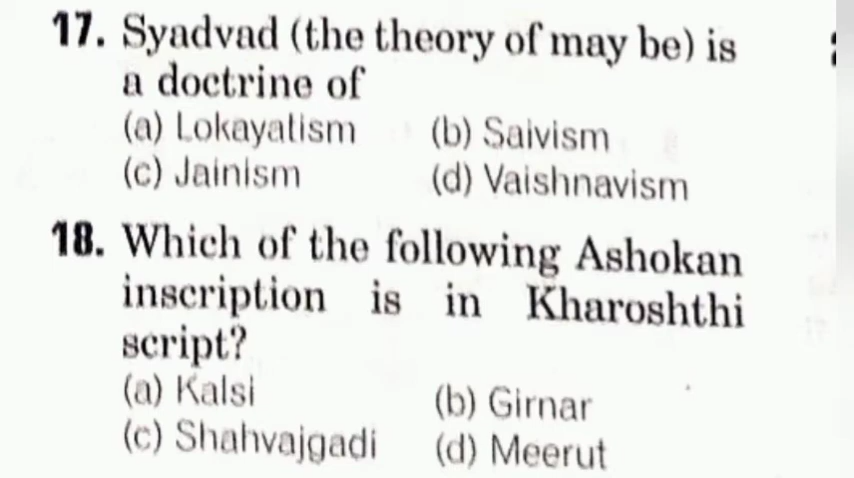 17. Syadvad (the theory of may be) is
a doctrine of
(a) Lokayatism (b) Saivism
(c) Jainism (d) Vaishnavism
18. Which of the following Ashokan
inscription is in Kharoshthi
script?
(a) Kalsi (b) Girnar
(c) Shahvajgadi (d) Meerut